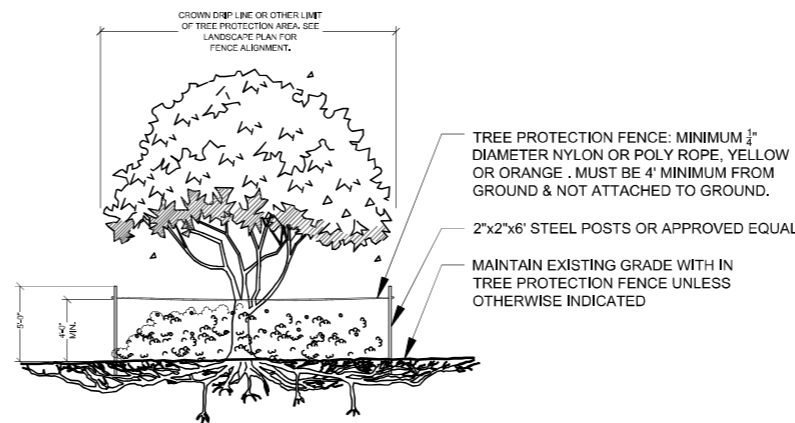 CROWN DRIP LINE OR OTHER LIMIT
OF TREE PROTECTION AREA. SEE
LANDSCAPE PLAN FOR
FENCE ALIGNMENT.
TREE PROTECTION FENCE: MINIMUM 1/4"
DIAMETER NYLON OR POLY ROPE, YELLOW
OR ORANGE . MUST BE 4' MINIMUM FROM
GROUND & NOT ATTACHED TO GROUND.
2"x2"x6' STEEL POSTS OR APPROVED EQUAL
MAINTAIN EXISTING GRADE WITH IN
TREE PROTECTION FENCE UNLESS
OTHERWISE INDICATED
5'-0"
4'-0"
MIN.